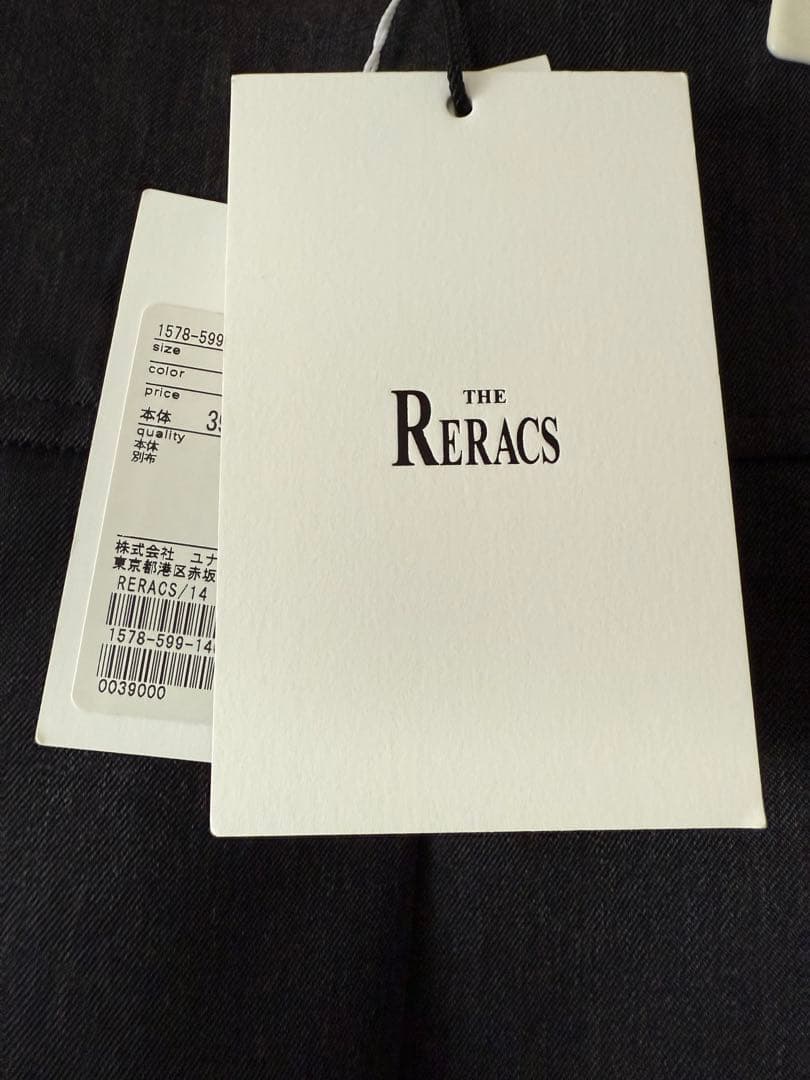 THE
RERACS
1578-599
size
color
price
本体 39
quality
本体
別布
株式会社 ユナ
東京都港区赤坂
RERACS/14
1578-599-14
0039000